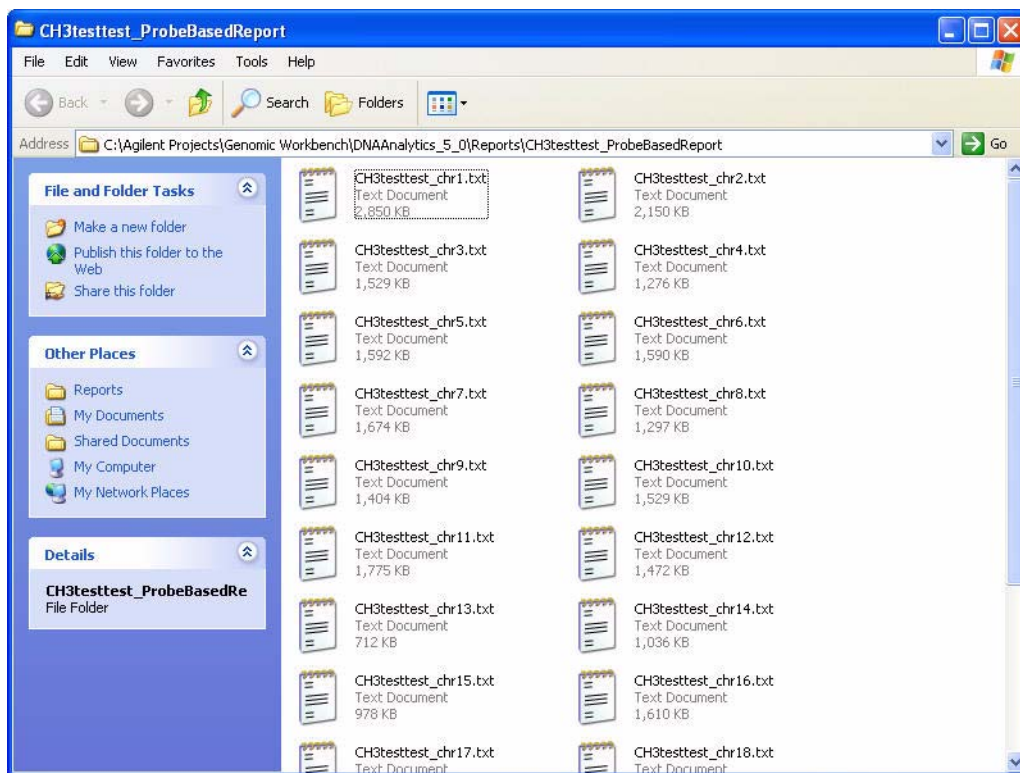 CH3testtest_ProbeBasedReport
File Edit View Favorites Tools Help
Back Search Folders
Address C:\Agilent Projects\Genomic Workbench\DNAAnalytics_5_0\Reports\CH3testtest_ProbeBasedReport Go
File and Folder Tasks
Make a new folder
Publish this folder to the
Web
Share this folder
Other Places
Reports
My Documents
Shared Documents
My Computer
My Network Places
Details
CH3testtest_ProbeBasedRe
File Folder
CH3testtest_chr1.txt
Text Document
2,850 KB
CH3testtest_chr2.txt
Text Document
2,150 KB
CH3testtest_chr3.txt
Text Document
1,529 KB
CH3testtest_chr4.txt
Text Document
1,276 KB
CH3testtest_chr5.txt
Text Document
1,592 KB
CH3testtest_chr6.txt
Text Document
1,590 KB
CH3testtest_chr7.txt
Text Document
1,674 KB
CH3testtest_chr8.txt
Text Document
1,297 KB
CH3testtest_chr9.txt
Text Document
1,404 KB
CH3testtest_chr10.txt
Text Document
1,529 KB
CH3testtest_chr11.txt
Text Document
1,775 KB
CH3testtest_chr12.txt
Text Document
1,472 KB
CH3testtest_chr13.txt
Text Document
712 KB
CH3testtest_chr14.txt
Text Document
1,036 KB
CH3testtest_chr15.txt
Text Document
978 KB
CH3testtest_chr16.txt
Text Document
1,610 KB
CH3testtest_chr17.txt
Text Document
CH3testtest_chr18.txt
Text Document